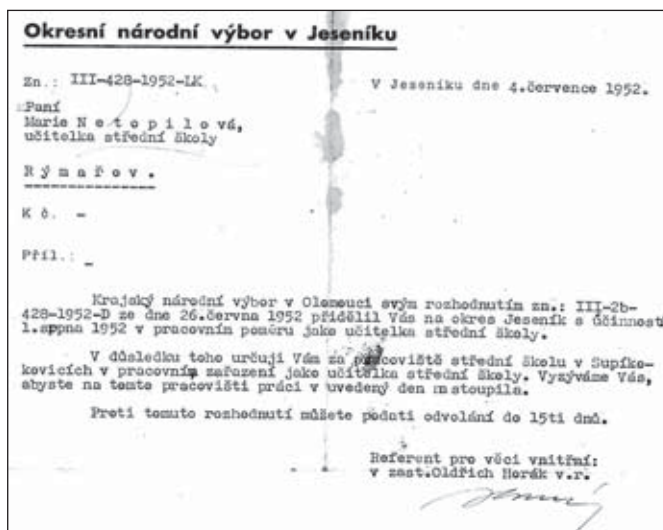 Okresní národní výbor v Jeseníku
Zn.: III-428-1952-LK
V Jeseníku dne 4.července 1952.
Paní
Marie N e t o p i l o v á,
učitelka střední školy
R ý m a ř o v .
K č. -
Příl.: -
Krajský národní výbor v Olomouci svým rozhodnutím zn.: III-2b-
428-1952-D ze dne 26.června 1952 přidělil Vás na okres Jeseník s účinností
1.srpna 1952 v pracovním poměru jako učitelka střední školy.
V důsledku toho určuji Vám za pracoviště střední školu v Supíko-
kovicích v pracovním zařazení jako učitelka střední školy. Vyzýváme Vás,
abyste na tomto pracovišti práci v uvedený den nastoupila.
Proti tomuto rozhodnutí můžete podati odvolání do 15ti dnů.
Referent pro věci vnitřní:
v zast.Oldřich Horák v.r.